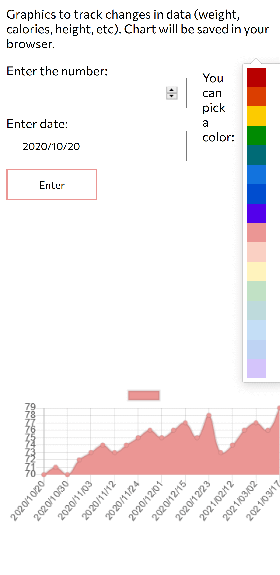 Graphics to track changes in data (weight,
calories, height, etc). Chart will be saved in your
browser.
Enter the number:
You
can
pick
a
color:
Enter date:
2020/10/20
Enter
79
78
77
76
75
74
73
72
71
70
2020/10/20
2020/10/30
2020/11/03
2020/11/12
2020/11/24
2020/12/01
2020/12/15
2020/12/23
2021/02/12
2021/03/02
2021/03/17